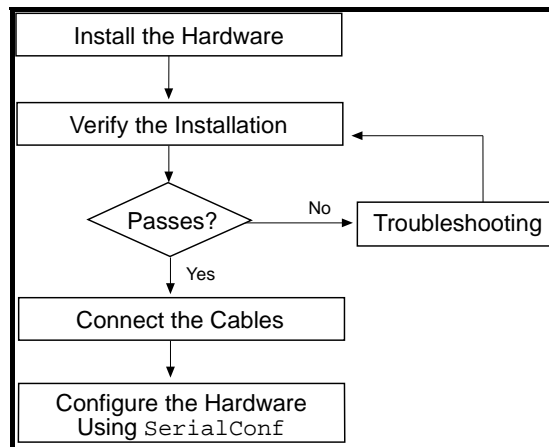 Install the Hardware
Verify the Installation
Passes?
No
Troubleshooting
Yes
Connect the Cables
Configure the Hardware
Using SerialConf